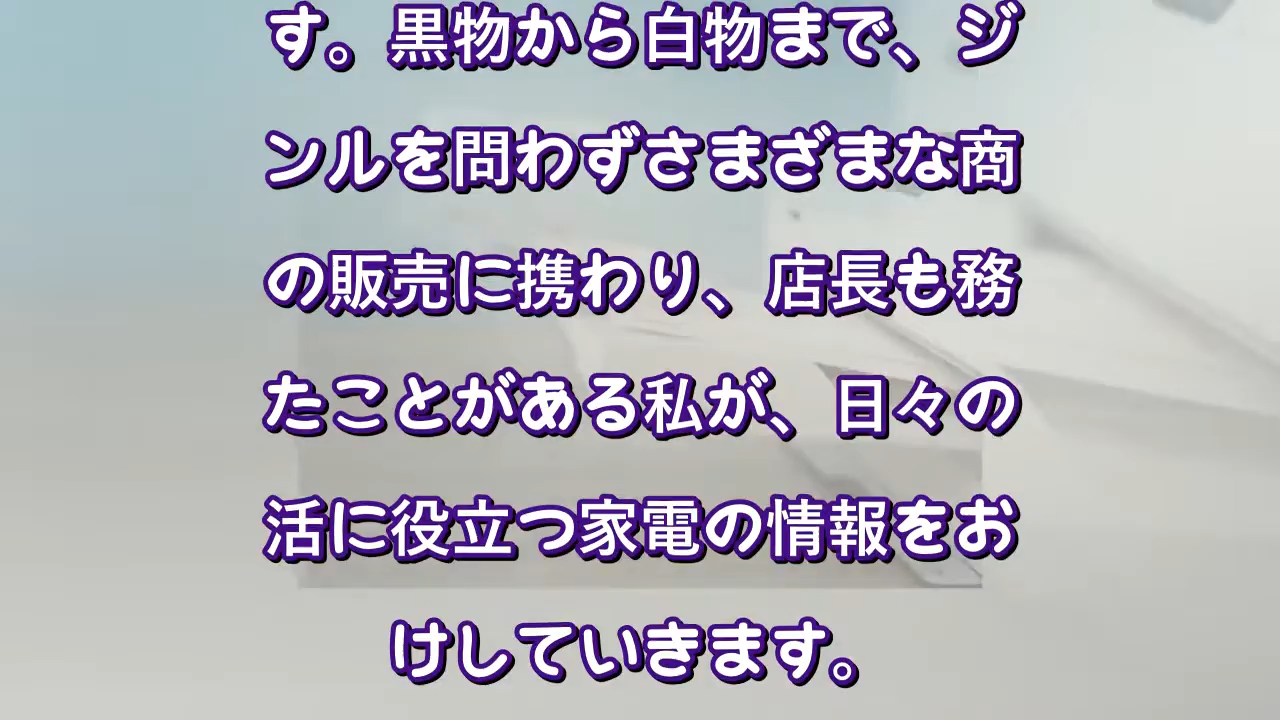 す。黒物から白物まで、ジ
ンルを問わずさまざまな商
の販売に携わり、店長も務
たことがある私が、日々の
活に役立つ家電の情報をお
けしていきます。